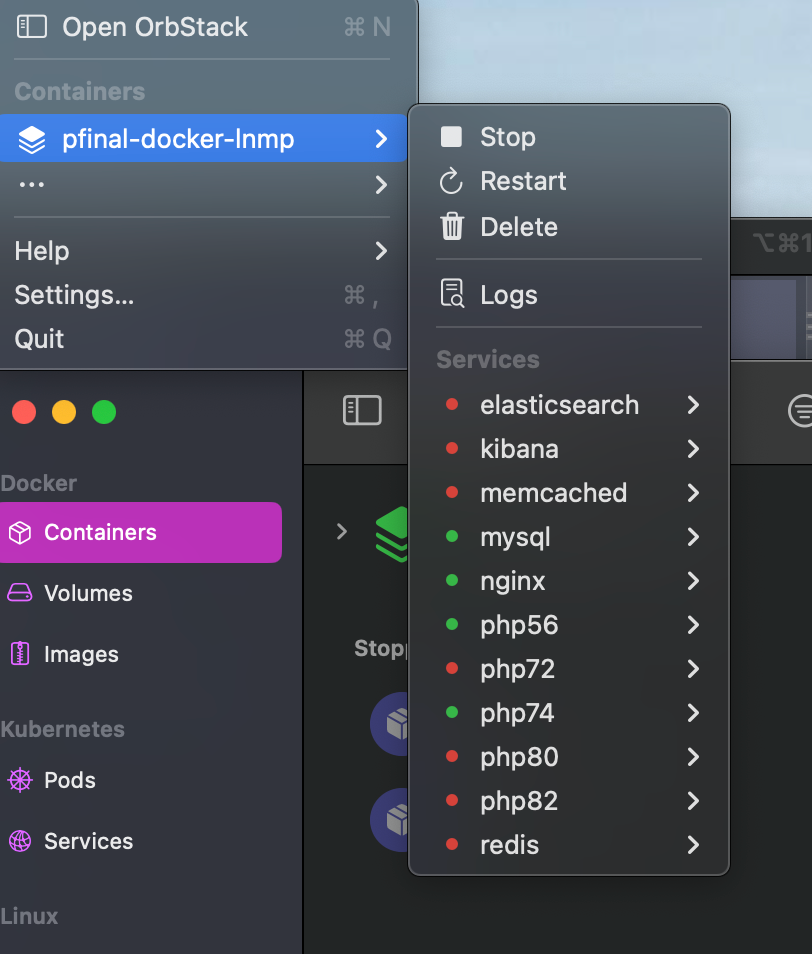 Open OrbStack ⌘ N
Containers
pfinal-docker-lnmp
...
Help
Settings... ⌘ ,
Quit ⌘ Q
Stop
Restart
Delete
Logs
Services
elasticsearch
kibana
memcached
mysql
nginx
php56
php72
php74
php80
php82
redis
⌥⌘1
Docker
Containers
Volumes
Images
Kubernetes
Pods
Services
Linux